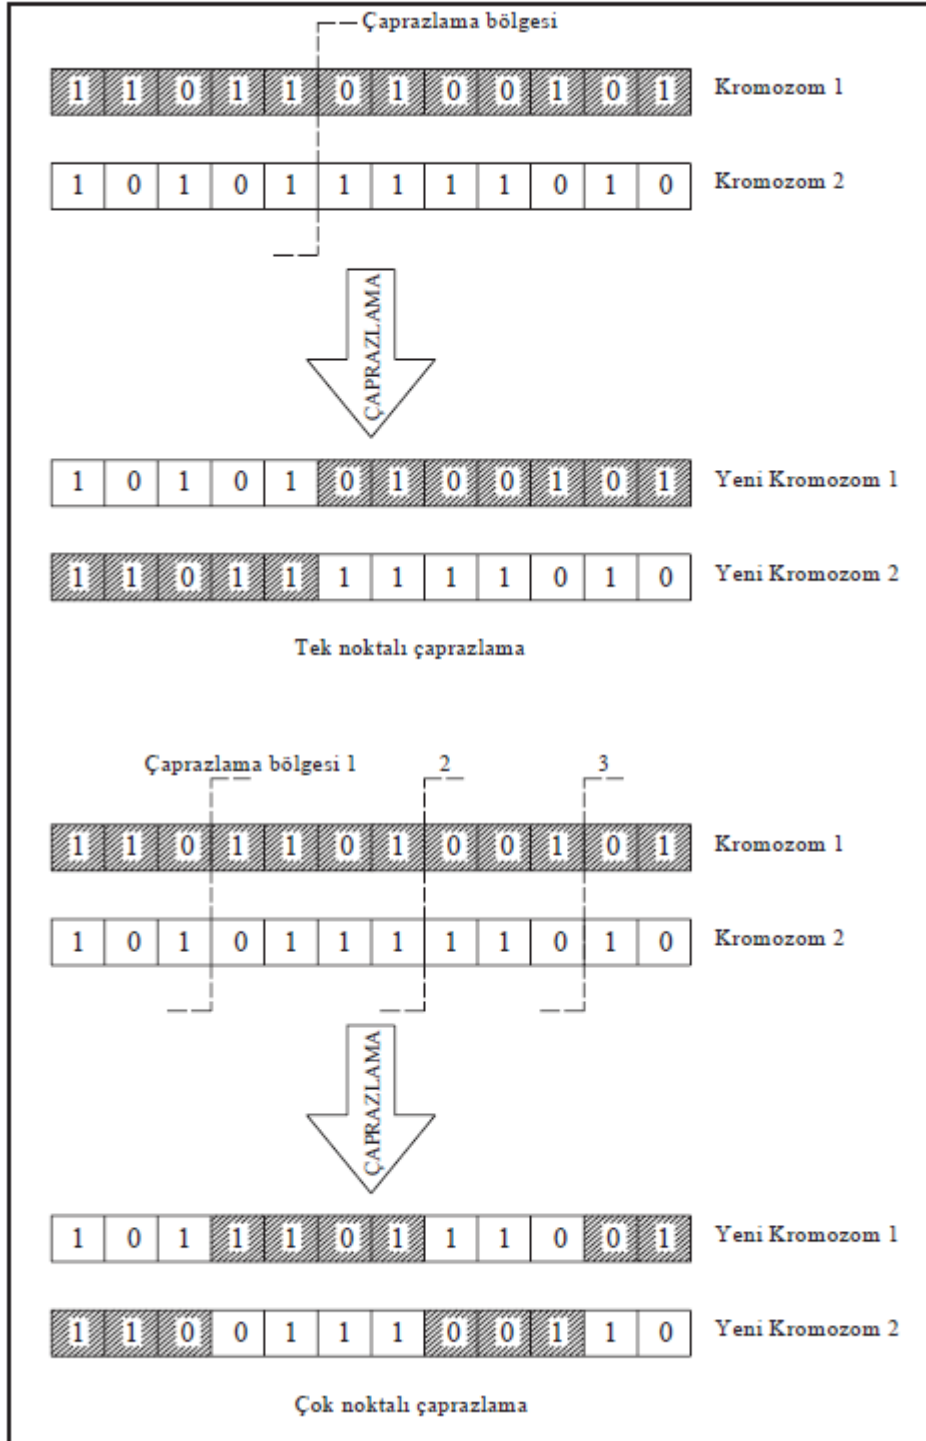 Çaprazlama bölgesi
1 1 0 1 1 0 1 0 0 1 0 1 Kromozom 1
1 0 1 0 1 1 1 1 1 0 1 0 Kromozom 2
ÇAPRAZLAMA
1 0 1 0 1 0 1 0 0 1 0 1 Yeni Kromozom 1
1 1 0 1 1 1 1 1 1 0 1 0 Yeni Kromozom 2
Tek noktalı çaprazlama
Çaprazlama bölgesi 1 2 3
1 1 0 1 1 0 1 0 0 1 0 1 Kromozom 1
1 0 1 0 1 1 1 1 1 0 1 0 Kromozom 2
ÇAPRAZLAMA
1 0 1 1 1 0 1 1 1 0 0 1 Yeni Kromozom 1
1 1 0 0 1 1 1 0 0 1 1 0 Yeni Kromozom 2
Çok noktalı çaprazlama